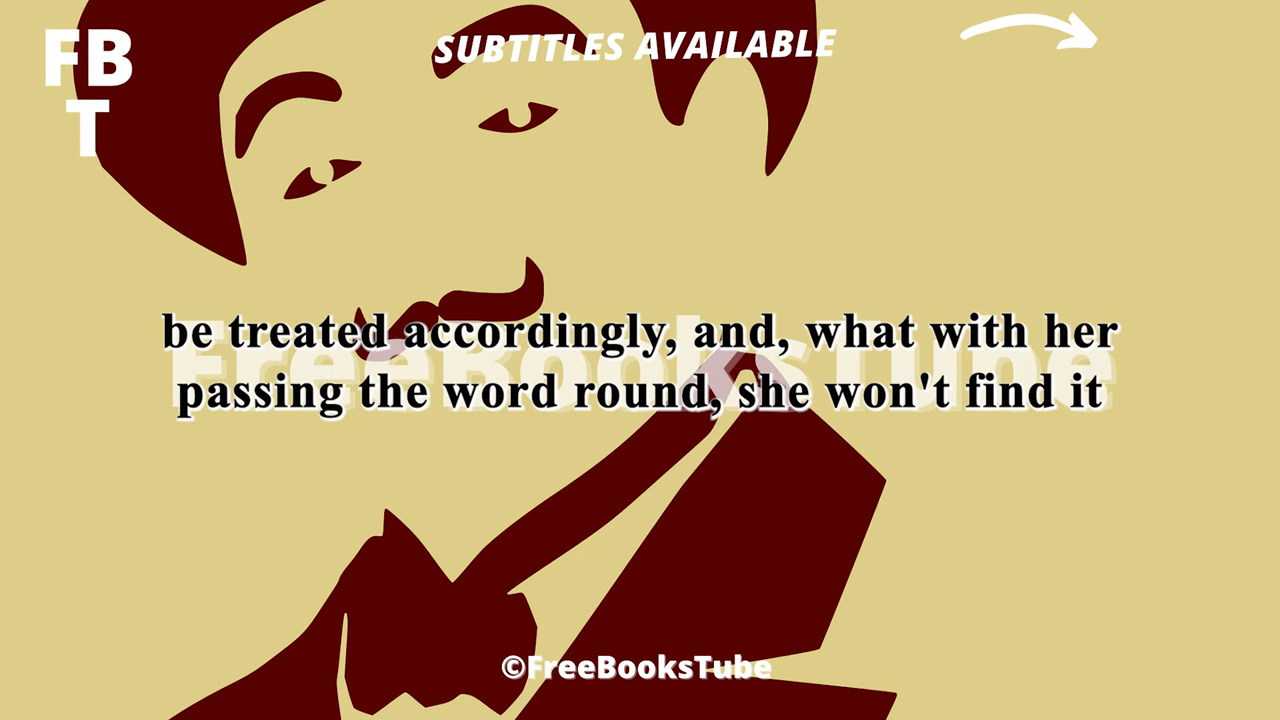 FB
T
SUBTITLES AVAILABLE
be treated accordingly, and, what with her
passing the word round, she won't find it
FreeBooksTube
©FreeBooksTube